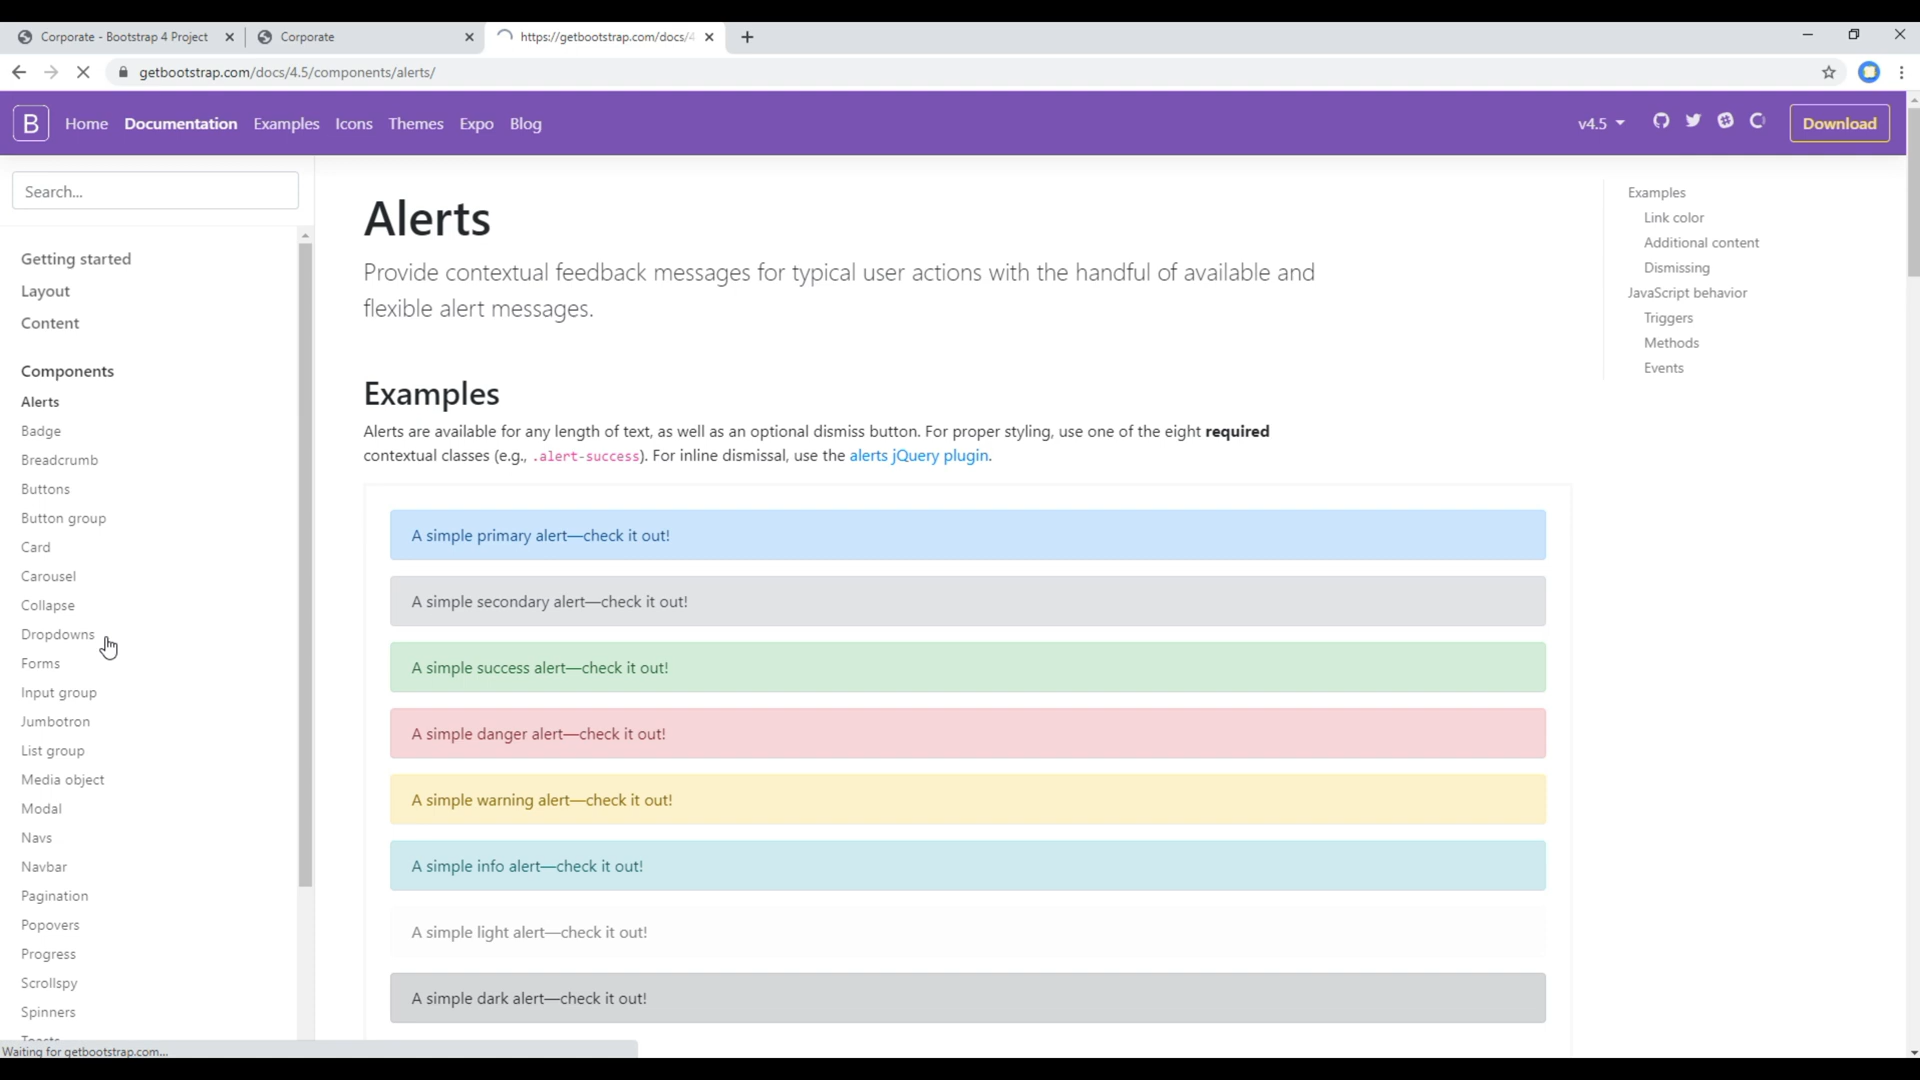 Corporate - Bootstrap 4 Project
Corporate
https://getbootstrap.com/docs/4
getbootstrap.com/docs/4.5/components/alerts/
B
Home
Documentation
Examples
Icons
Themes
Expo
Blog
v4.5
Download
Search...
Getting started
Layout
Content
Components
Alerts
Badge
Breadcrumb
Buttons
Button group
Card
Carousel
Collapse
Dropdowns
Forms
Input group
Jumbotron
List group
Media object
Modal
Navs
Navbar
Pagination
Popovers
Progress
Scrollspy
Spinners
Alerts
Provide contextual feedback messages for typical user actions with the handful of available and
flexible alert messages.
Examples
Alerts are available for any length of text, as well as an optional dismiss button. For proper styling, use one of the eight required
contextual classes (e.g., .alert-success). For inline dismissal, use the alerts jQuery plugin.
A simple primary alert—check it out!
A simple secondary alert—check it out!
A simple success alert—check it out!
A simple danger alert—check it out!
A simple warning alert—check it out!
A simple info alert—check it out!
A simple light alert—check it out!
A simple dark alert—check it out!
Examples
Link color
Additional content
Dismissing
JavaScript behavior
Triggers
Methods
Events
Waiting for getbootstrap.com...